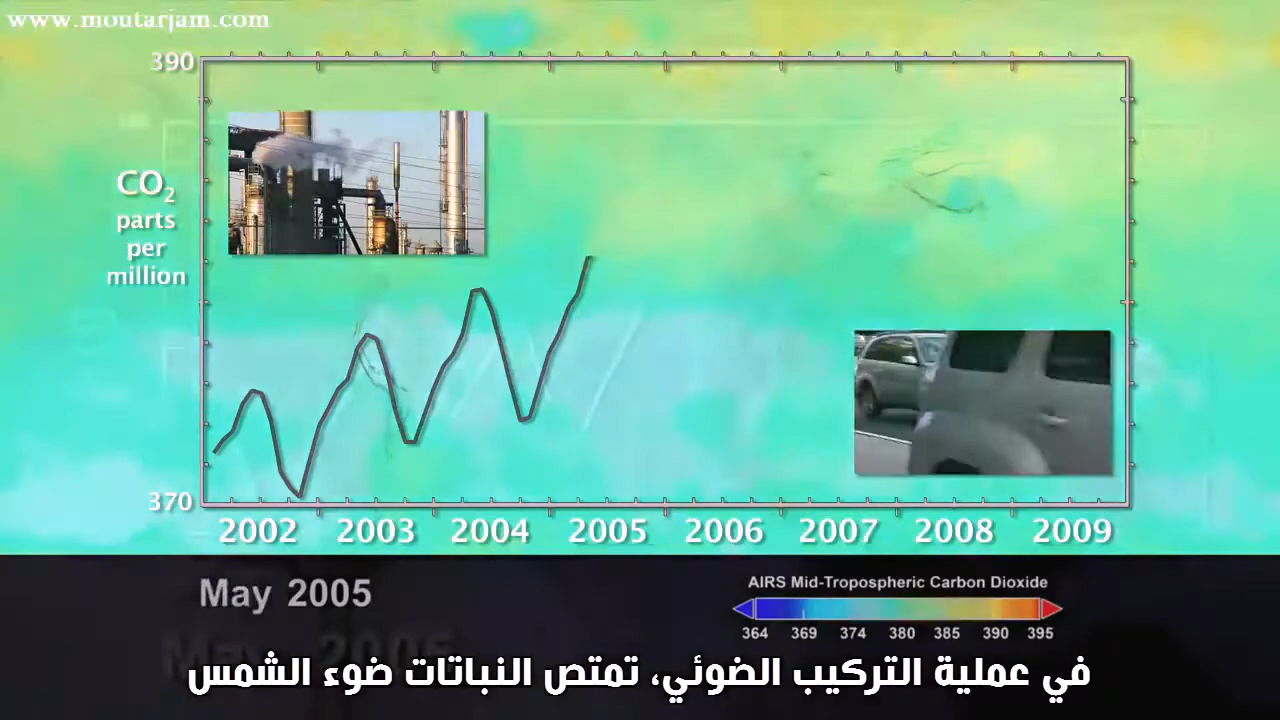 www.moutarjam.com
390
CO2
parts
per
million
370
2002 2003 2004 2005 2006 2007 2008 2009
May 2005
AIRS Mid-Tropospheric Carbon Dioxide
364 369 374 380 385 390 395
May 2005
في عملية التركيب الضوئي، تمتص النباتات ضوء الشمس